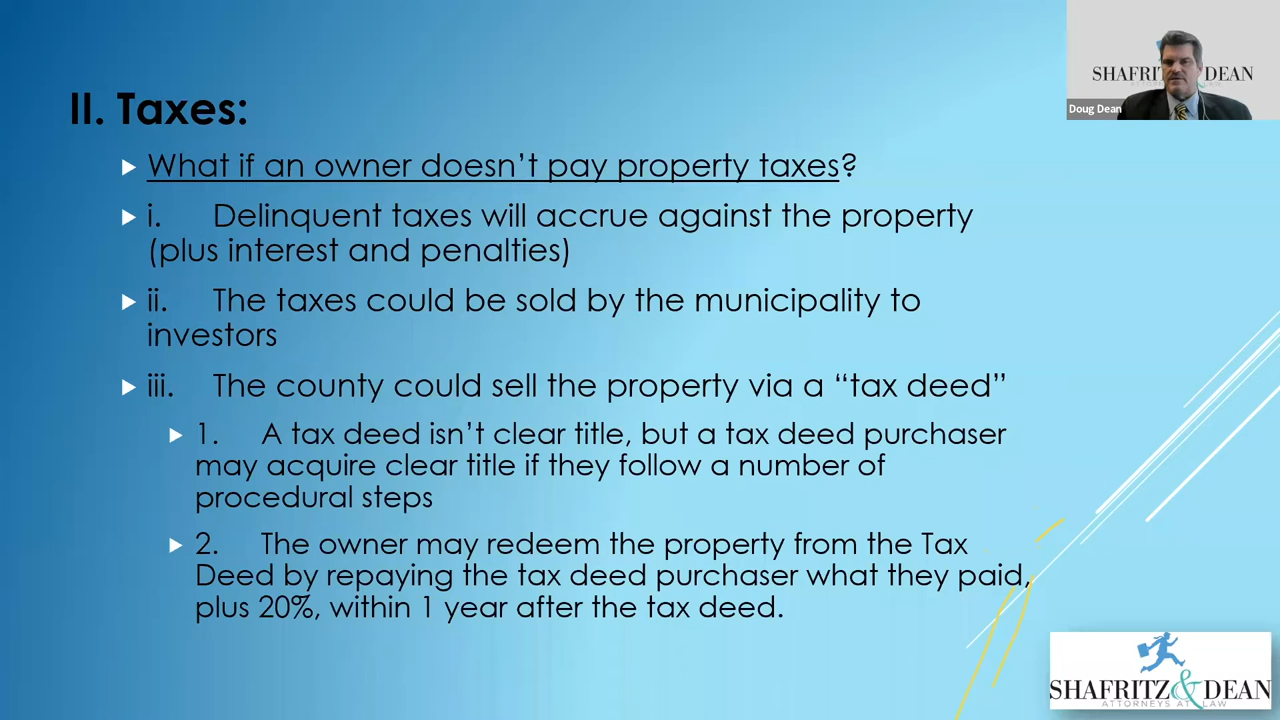 II. Taxes:
What if an owner doesn't pay property taxes?
i. Delinquent taxes will accrue against the property
(plus interest and penalties)
ii. The taxes could be sold by the municipality to
investors
iii. The county could sell the property via a “tax deed”
1. A tax deed isn't clear title, but a tax deed purchaser
may acquire clear title if they follow a number of
procedural steps
2. The owner may redeem the property from the Tax
Deed by repaying the tax deed purchaser what they paid,
plus 20%, within 1 year after the tax deed.
Doug Dean
SHAFRITZ&DEAN
ATTORNEYS AT LAW